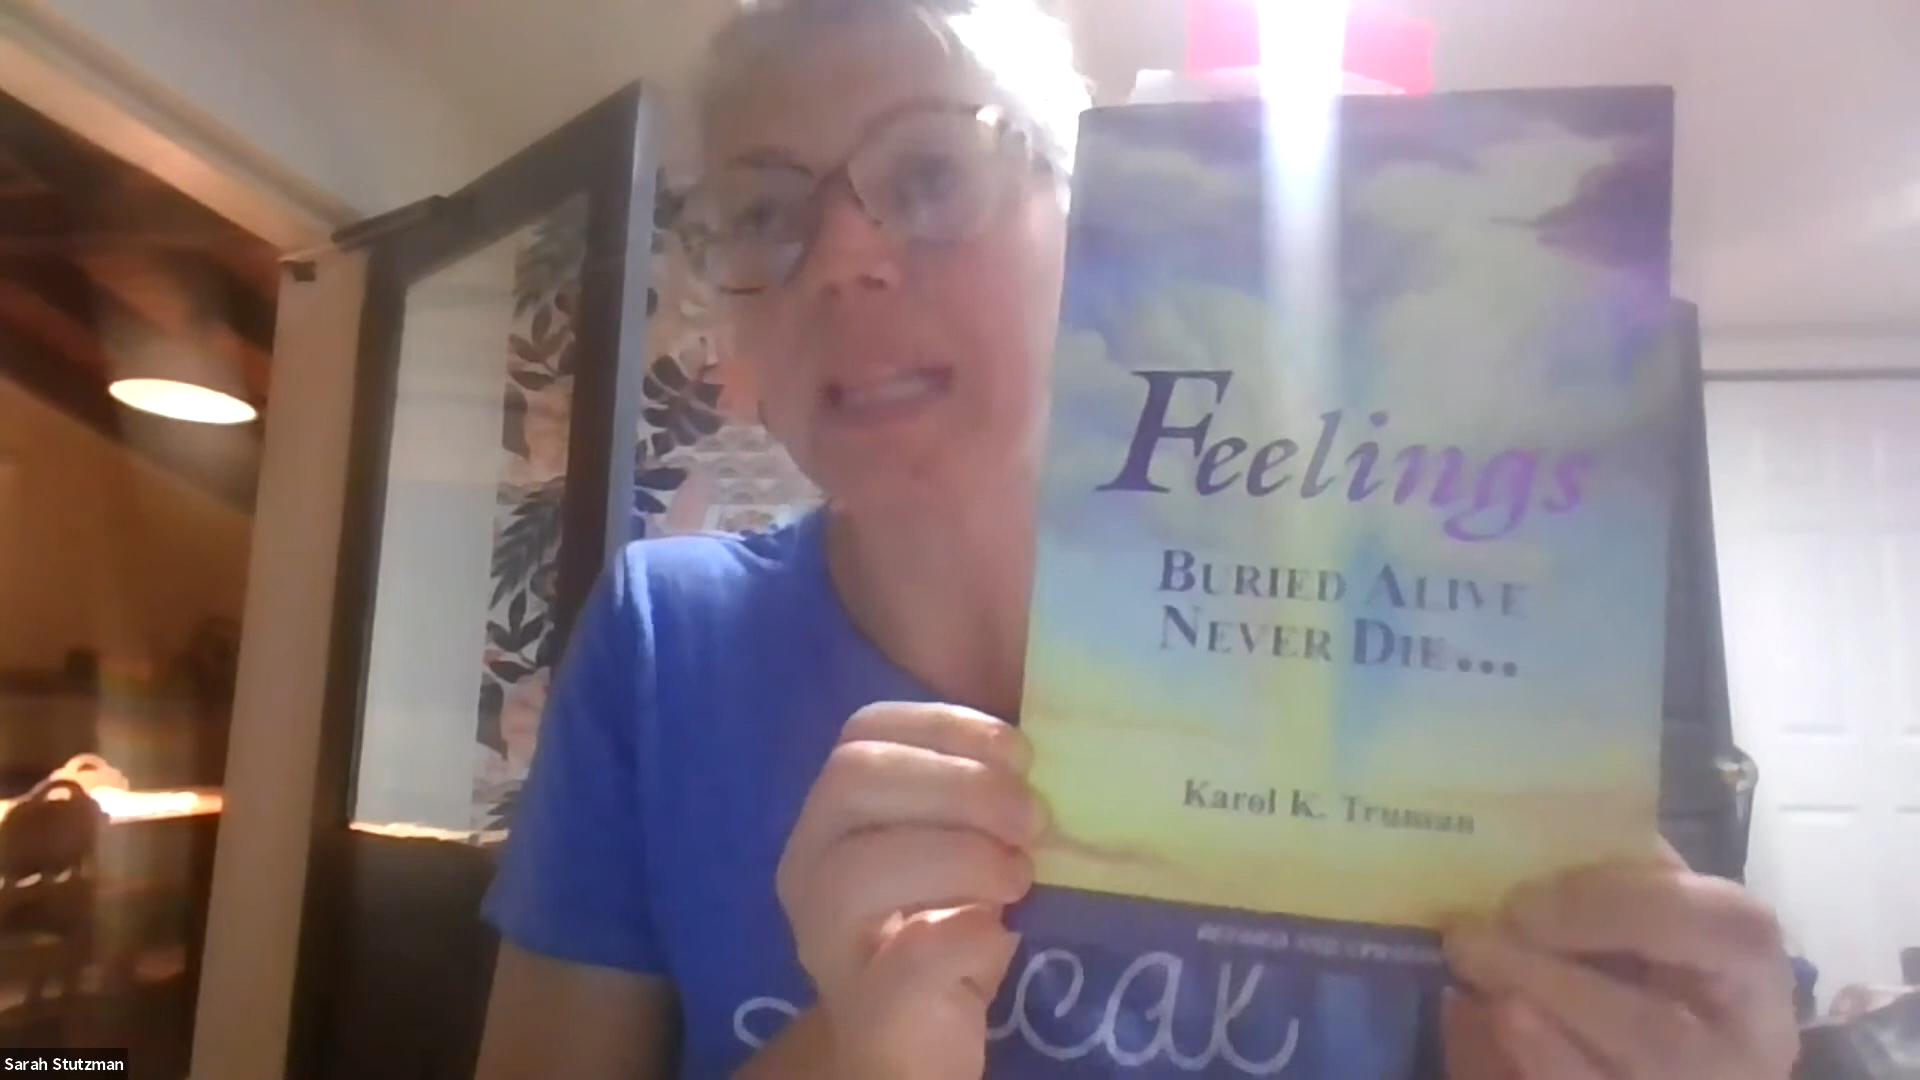 Feelings
BURIED ALIVE
NEVER DIE...
Karol K. Truman
Sarah Stutzman